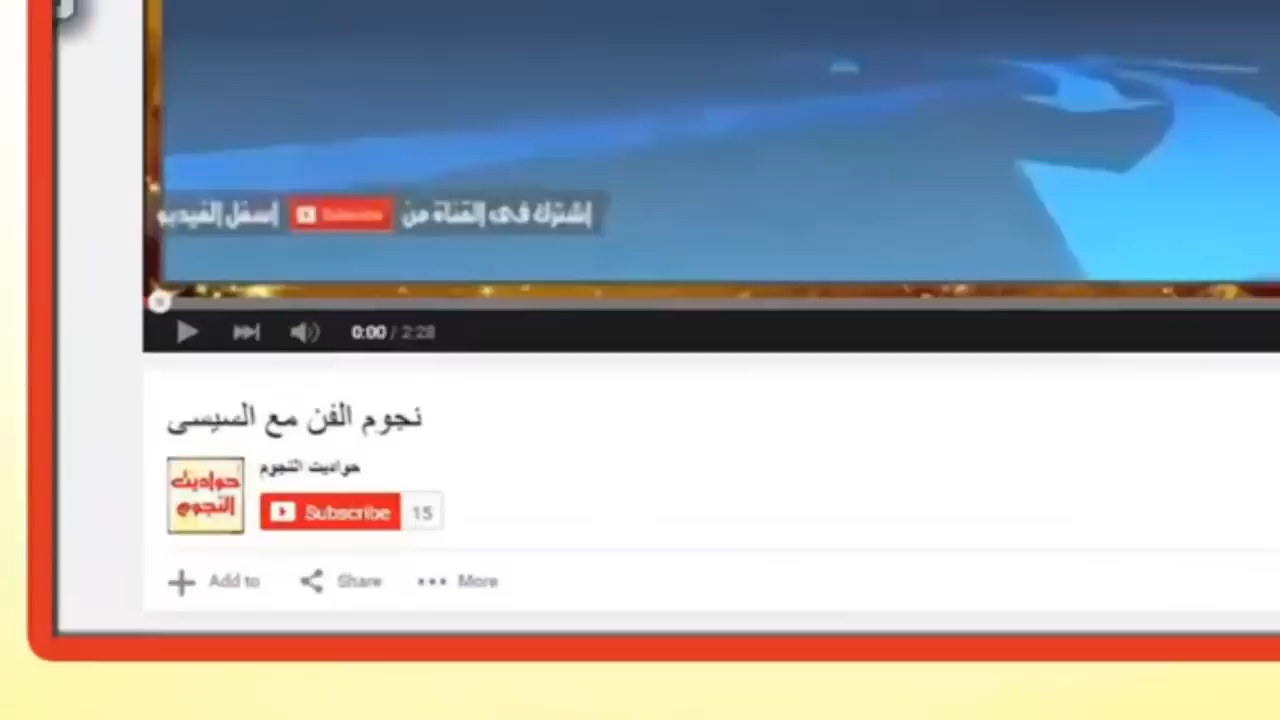 إشترك فى القناة من Subscribe إسفل الفيديو
0:00 / 2:28
نجوم الفن مع السيسى
حواديت النجوم
حواديت
النجوم
Subscribe 15
Add to Share More